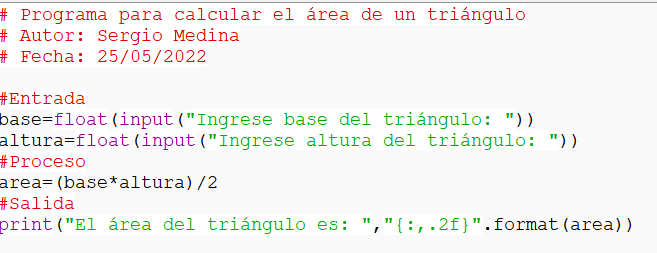 # Programa para calcular el área de un triángulo
# Autor: Sergio Medina
# Fecha: 25/05/2022
#Entrada
base=float(input("Ingrese base del triángulo: "))
altura=float(input("Ingrese altura del triángulo: "))
#Proceso
area=(base*altura)/2
#Salida
print("El área del triángulo es: ","{:,.2f}".format(area))